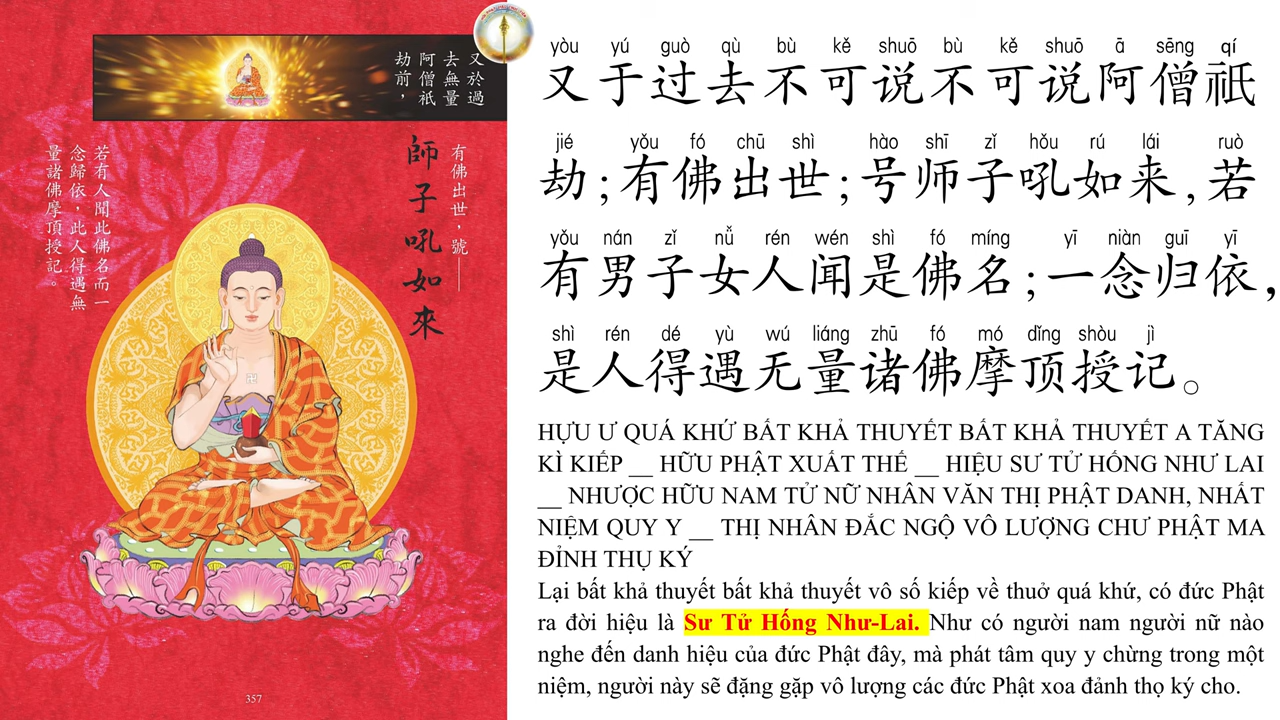 又於過
去無量
阿僧祇
劫前，
有佛出世，號——
師子吼如來
若有人聞此佛名而一
念歸依，此人得遇無
量諸佛摩頂授記。
357
yòu yú guò qù bù kě shuō bù kě shuō ā sēng qí
又于过去不可说不可说阿僧祇
jié yǒu fó chū shì hào shī zǐ hǒu rú lái ruò
劫;有佛出世;号师子吼如来,若
yǒu nán zǐ nǚ rén wén shì fó míng yī niàn guī yī
有男子女人闻是佛名;一念归依,
shì rén dé yù wú liáng zhū fó mó dǐng shòu jì
是人得遇无量诸佛摩顶授记。
HỰU Ư QUÁ KHỨ BẤT KHẢ THUYẾT BẤT KHẢ THUYẾT A TĂNG
KÌ KIẾP __ HỮU PHẬT XUẤT THẾ __ HIỆU SƯ TỬ HỐNG NHƯ LAI
__ NHƯỢC HỮU NAM TỬ NỮ NHÂN VĂN THỊ PHẬT DANH, NHẤT
NIỆM QUY Y __ THỊ NHÂN ĐẮC NGỘ VÔ LƯỢNG CHƯ PHẬT MA
ĐỈNH THỤ KÝ
Lại bất khả thuyết bất khả thuyết vô số kiếp về thuở quá khứ, có đức Phật
ra đời hiệu là Sư Tử Hống Như-Lai. Như có người nam người nữ nào
nghe đến danh hiệu của đức Phật đây, mà phát tâm quy y chừng trong một
niệm, người này sẽ đặng gặp vô lượng các đức Phật xoa đảnh thọ ký cho.